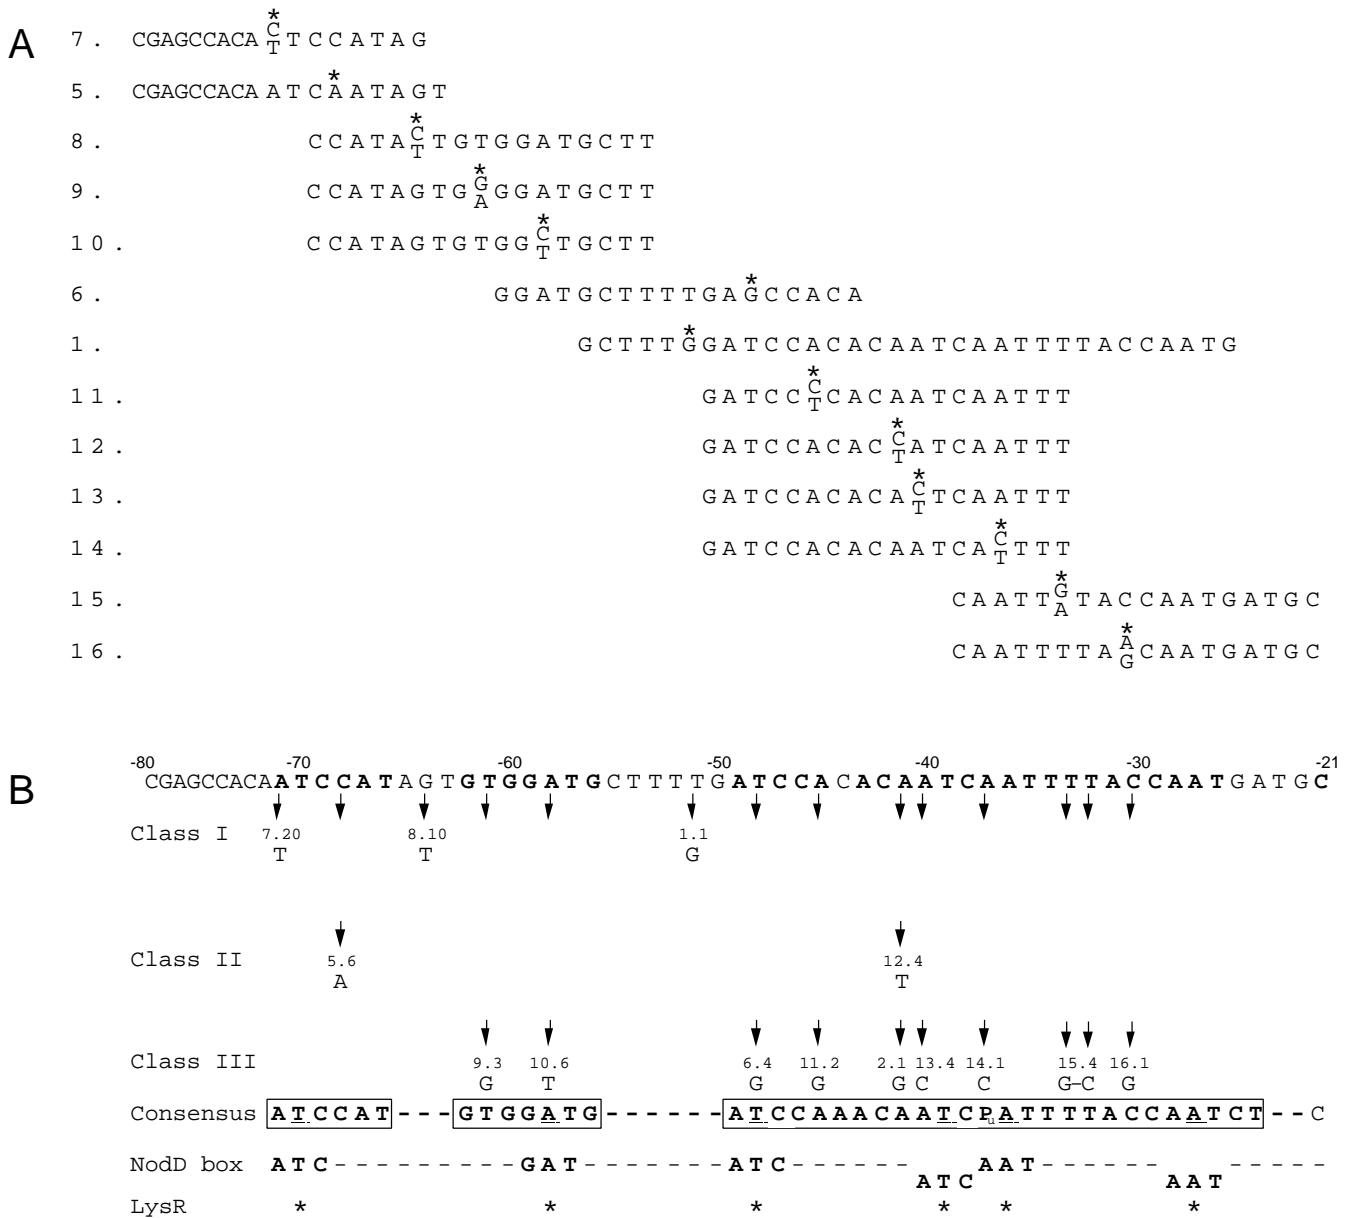 A
*
7. CGAGCCACA C/T TCCATAG
*
5. CGAGCCACAATCAATAGT
*
8. CCATA C/T TGTGGATGCTT
*
9. CCATAGTG G/A GGATGCTT
*
10. CCATAGTGTGG C/T TGCTT
*
6. GGATGCTTTTGAGCCACA
*
1. GCTTTGGATCCACACAATCAATTTTACCAATG
*
11. GATCC C/T CACAATCAATTT
*
12. GATCCACAC C/T ATCAATTT
*
13. GATCCACACA C/T TCAATTT
*
14. GATCCACACAATCA C/T TTT
*
15. CAATT G/A TACCAATGATGC
*
16. CAATTTTA A/G CAATGATGC
-80 -70 -60 -50 -40 -30 -21
B CGAGCCACAATCCATAGTGTGGATGCTTTTGATCCACACAATCAATTTTACCAATGATGC
Class I 7.20 8.10 1.1
T T G
Class II 5.6 12.4
A T
Class III 9.3 10.6 6.4 11.2 2.1 13.4 14.1 15.4 16.1
G T G G G C C G-C G
Consensus ATCCAT---GTGGATG------ATCCAAACAATCPuATTTTACCAATCT--C
NodD box ATC---------GAT-------ATC------ATCAAT------AAT-----
LysR * * * * * *